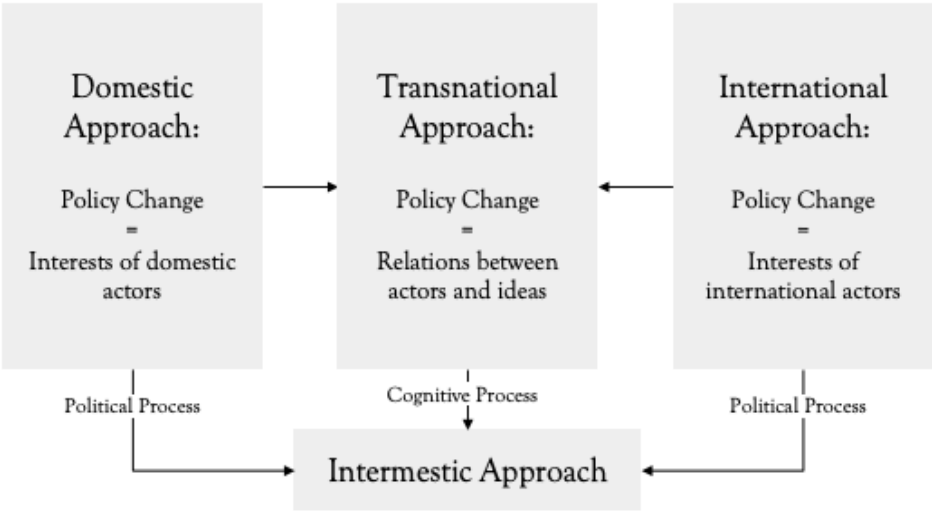 Domestic
Approach:
Policy Change
=
Interests of domestic
actors
Transnational
Approach:
Policy Change
=
Relations between
actors and ideas
International
Approach:
Policy Change
=
Interests of
international actors
Political Process
Cognitive Process
Political Process
Intermestic Approach